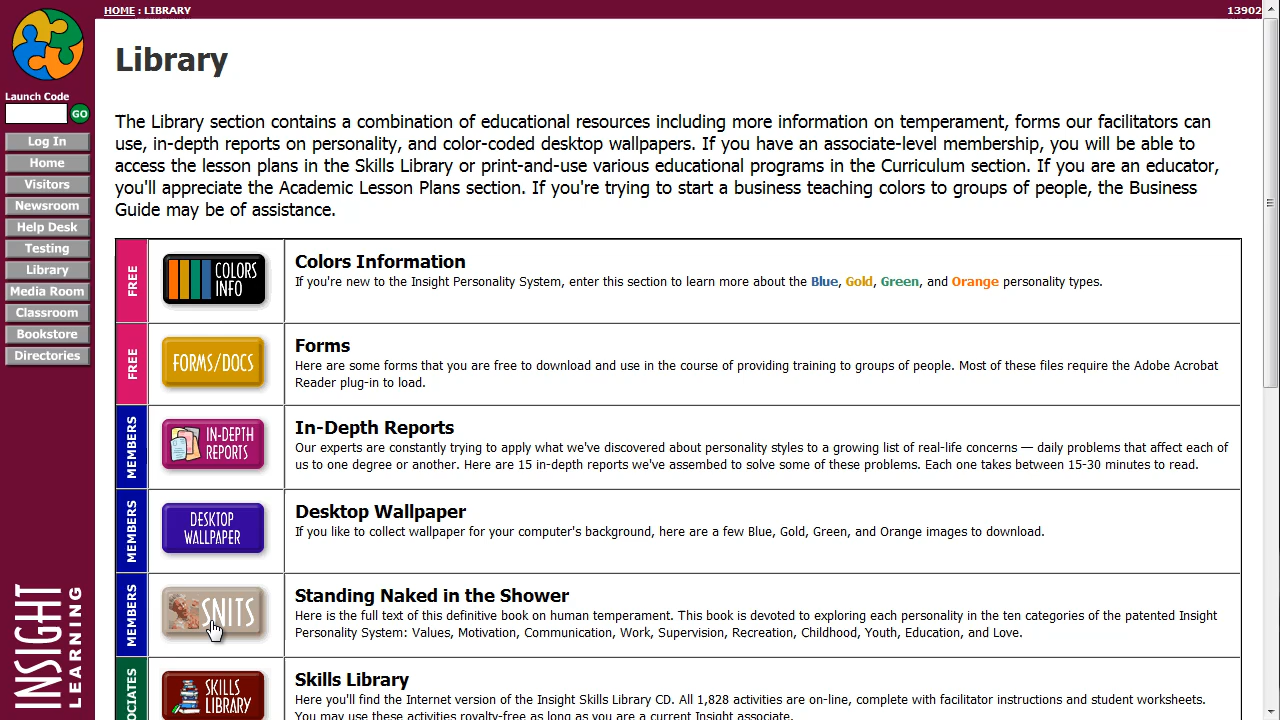 HOME : LIBRARY
13902
Library
Launch Code
GO
Log In
Home
Visitors
Newsroom
Help Desk
Testing
Library
Media Room
Classroom
Bookstore
Directories
INSIGHT
LEARNING
The Library section contains a combination of educational resources including more information on temperament, forms our facilitators can
use, in-depth reports on personality, and color-coded desktop wallpapers. If you have an associate-level membership, you will be able to
access the lesson plans in the Skills Library or print-and-use various educational programs in the Curriculum section. If you are an educator,
you'll appreciate the Academic Lesson Plans section. If you're trying to start a business teaching colors to groups of people, the Business
Guide may be of assistance.
FREE
COLORS
INFO
Colors Information
If you're new to the Insight Personality System, enter this section to learn more about the Blue, Gold, Green, and Orange personality types.
FREE
FORMS/DOCS
Forms
Here are some forms that you are free to download and use in the course of providing training to groups of people. Most of these files require the Adobe Acrobat
Reader plug-in to load.
MEMBERS
IN-DEPTH
REPORTS
In-Depth Reports
Our experts are constantly trying to apply what we've discovered about personality styles to a growing list of real-life concerns — daily problems that affect each of
us to one degree or another. Here are 15 in-depth reports we've assembed to solve some of these problems. Each one takes between 15-30 minutes to read.
MEMBERS
DESKTOP
WALLPAPER
Desktop Wallpaper
If you like to collect wallpaper for your computer's background, here are a few Blue, Gold, Green, and Orange images to download.
MEMBERS
SNITS
Standing Naked in the Shower
Here is the full text of this definitive book on human temperament. This book is devoted to exploring each personality in the ten categories of the patented Insight
Personality System: Values, Motivation, Communication, Work, Supervision, Recreation, Childhood, Youth, Education, and Love.
OCIATES
SKILLS
LIBRARY
Skills Library
Here you'll find the Internet version of the Insight Skills Library CD. All 1,828 activities are on-line, complete with facilitator instructions and student worksheets.
You may use these activities royalty-free as long as you are a current Insight associate.